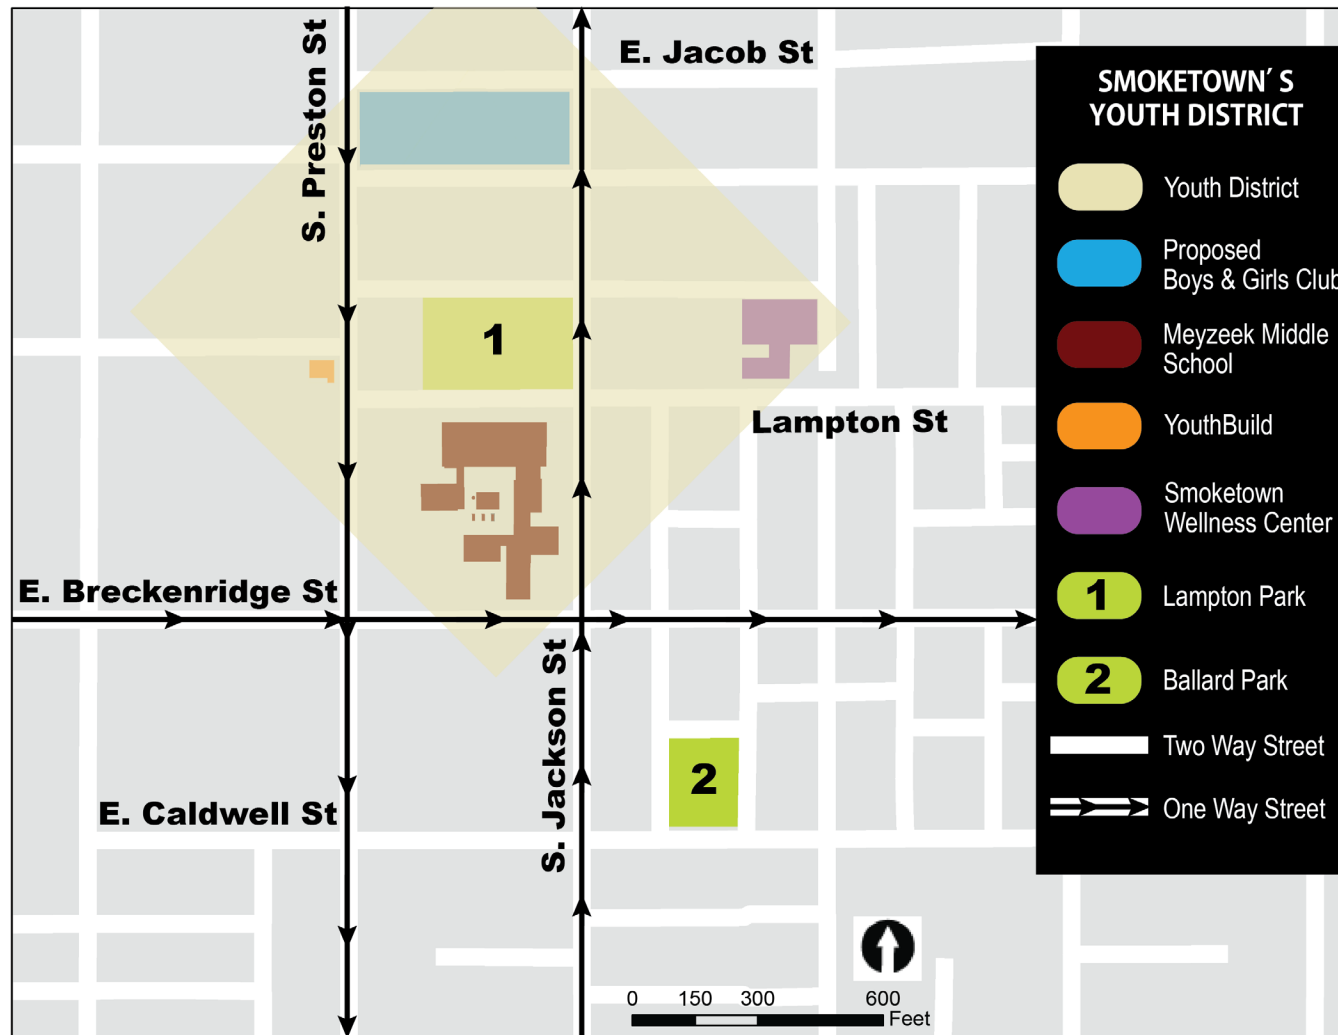 S. Preston St
E. Jacob St
1
Lampton St
E. Breckenridge St
S. Jackson St
2
E. Caldwell St
0 150 300 600
Feet
SMOKETOWN´ S
YOUTH DISTRICT
Youth District
Proposed
Boys & Girls Club
Meyzeek Middle
School
YouthBuild
Smoketown
Wellness Center
1 Lampton Park
2 Ballard Park
Two Way Street
One Way Street